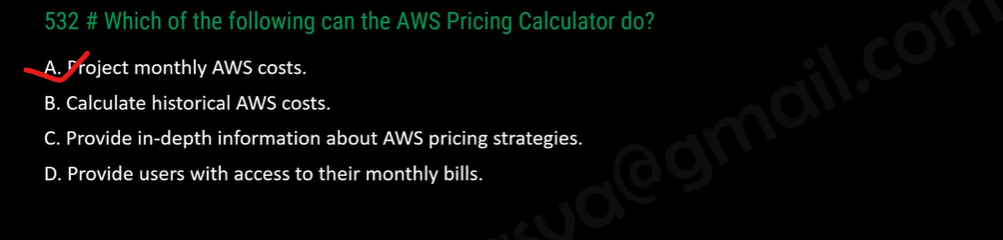 532 # Which of the following can the AWS Pricing Calculator do?
A. Project monthly AWS costs.
B. Calculate historical AWS costs.
C. Provide in-depth information about AWS pricing strategies.
D. Provide users with access to their monthly bills.